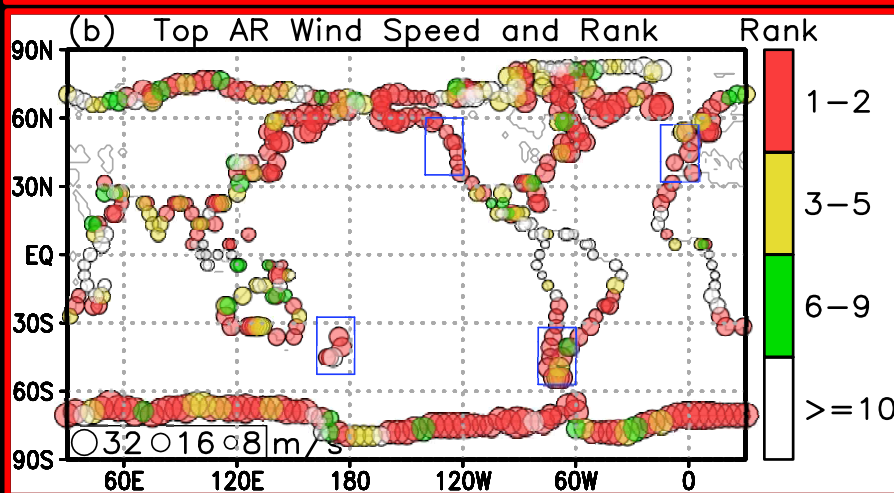 (b) Top AR Wind Speed and Rank Rank
90N
60N
30N
EQ
30S
60S
90S
60E 120E 180 120W 60W 0
32 16 8 m/s
1-2
3-5
6-9
>=10